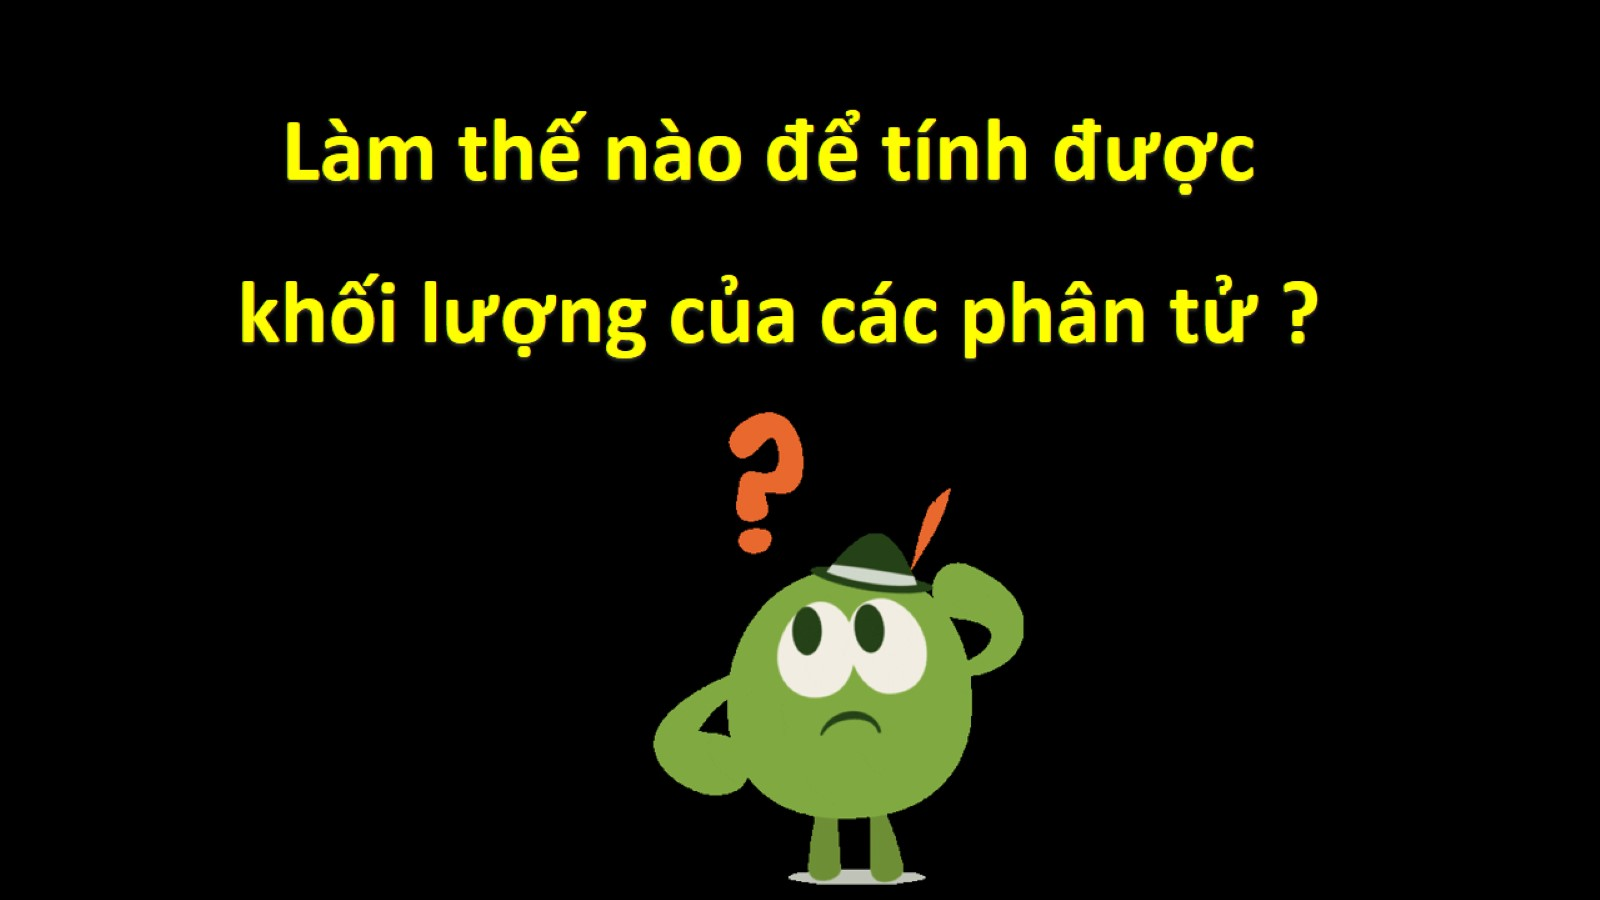 Làm thế nào để tính được
khối lượng của các phân tử ?